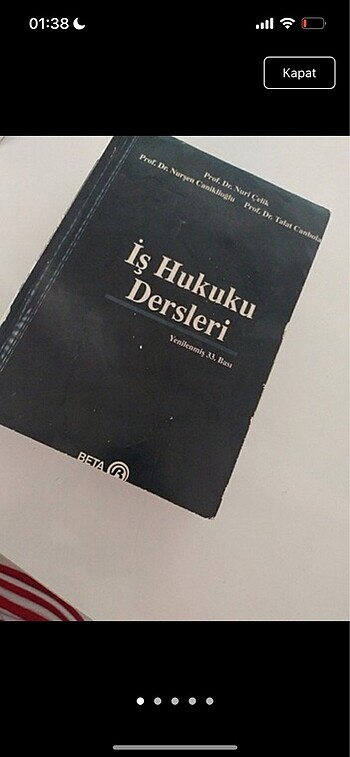 01:38
Kapat
Prof. Dr. Nuri Çelik
Prof. Dr. Nurşen Caniklioğlu Prof. Dr. Talat Canbola
İş Hukuku
Dersleri
Yenilenmiş 33. Bası
BETA